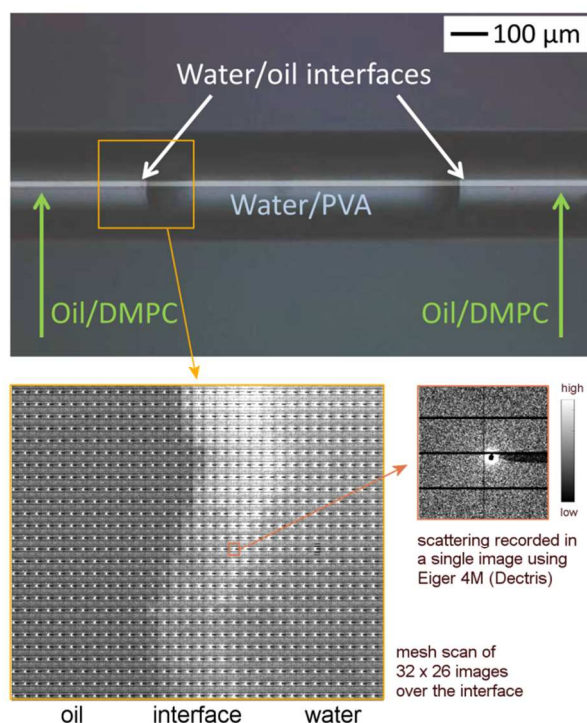 100 µm
Water/oil interfaces
Water/PVA
Oil/DMPC
Oil/DMPC
high
low
scattering recorded in
a single image using
Eiger 4M (Dectris)
mesh scan of
32 x 26 images
over the interface
oil
interface
water